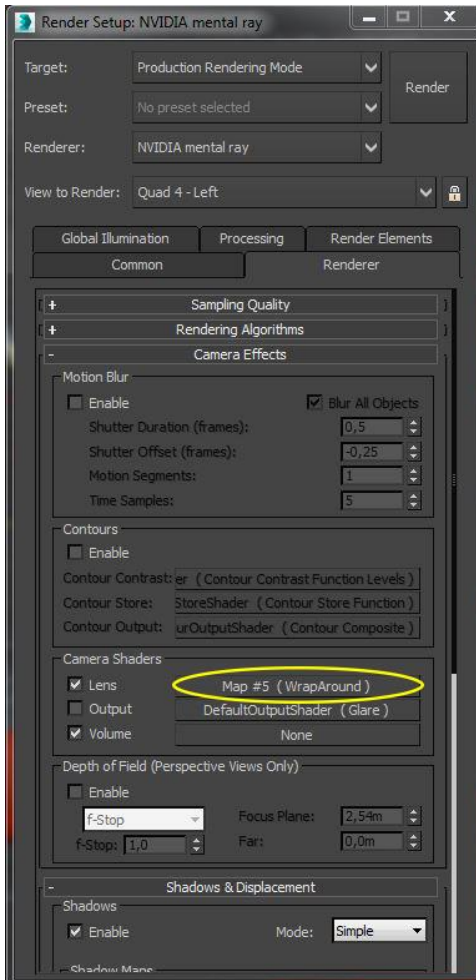 Render Setup: NVIDIA mental ray
Target: Production Rendering Mode
Render
Preset: No preset selected
Renderer: NVIDIA mental ray
View to Render: Quad 4 - Left
Global Illumination Processing Render Elements
Common Renderer
+ Sampling Quality
+ Rendering Algorithms
- Camera Effects
Motion Blur
Enable Blur All Objects
Shutter Duration (frames): 0,5
Shutter Offset (frames): -0,25
Motion Segments: 1
Time Samples: 5
Contours
Enable
Contour Contrast: er ( Contour Contrast Function Levels )
Contour Store: StoreShader ( Contour Store Function )
Contour Output: urOutputShader ( Contour Composite )
Camera Shaders
Lens Map #5 ( WrapAround )
Output DefaultOutputShader ( Glare )
Volume None
Depth of Field (Perspective Views Only)
Enable
f-Stop Focus Plane: 2,54m
f-Stop: 1,0 Far: 0,0m
- Shadows & Displacement
Shadows
Enable Mode: Simple
Shadow Maps